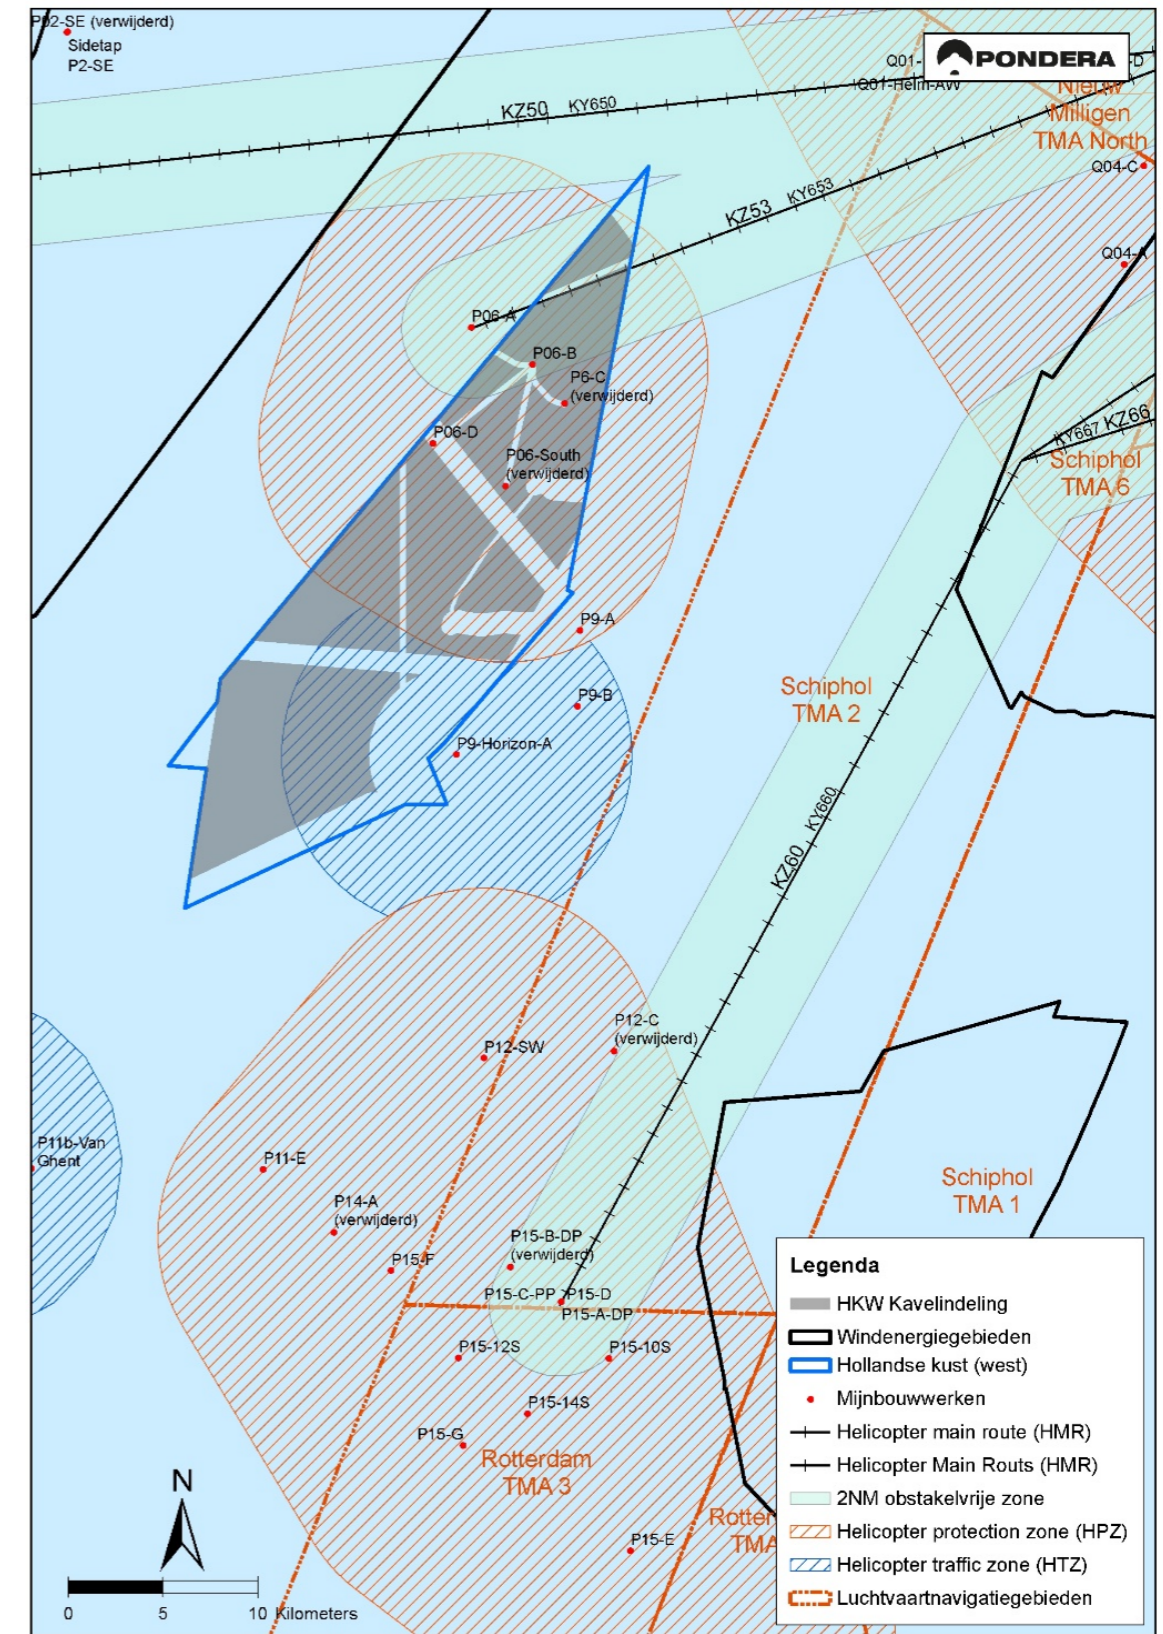 P02-SE (verwijderd)
Sidetap
P2-SE
PONDERA
Q01-
-D
Q01-Helm-AW
Nieuw
Milligen
TMA North
KZ50 KY650
Q04-C
KZ53 KY653
Q04-A
P06-A
P06-B
P6-C
(verwijderd)
P06-D
P06-South
(verwijderd)
KY667 KZ66
Schiphol
TMA 6
P9-A
Schiphol
TMA 2
P9-B
P9-Horizon-A
KZ60 KY660
P12-C
(verwijderd)
P12-SW
P11b-Van
Ghent
P11-E
P14-A
(verwijderd)
Schiphol
TMA 1
P15-B-DP
(verwijderd)
P15-F
P15-C-PP P15-D
P15-A-DP
P15-12S
P15-10S
P15-14S
P15-G
Rotterdam
TMA 3
Rotter
TMA
P15-E
N
0 5 10 Kilometers
Legenda
HKW Kavelindeling
Windenergiegebieden
Hollandse kust (west)
Mijnbouwwerken
Helicopter main route (HMR)
Helicopter Main Routs (HMR)
2NM obstakelvrije zone
Helicopter protection zone (HPZ)
Helicopter traffic zone (HTZ)
Luchtvaartnavigatiegebieden